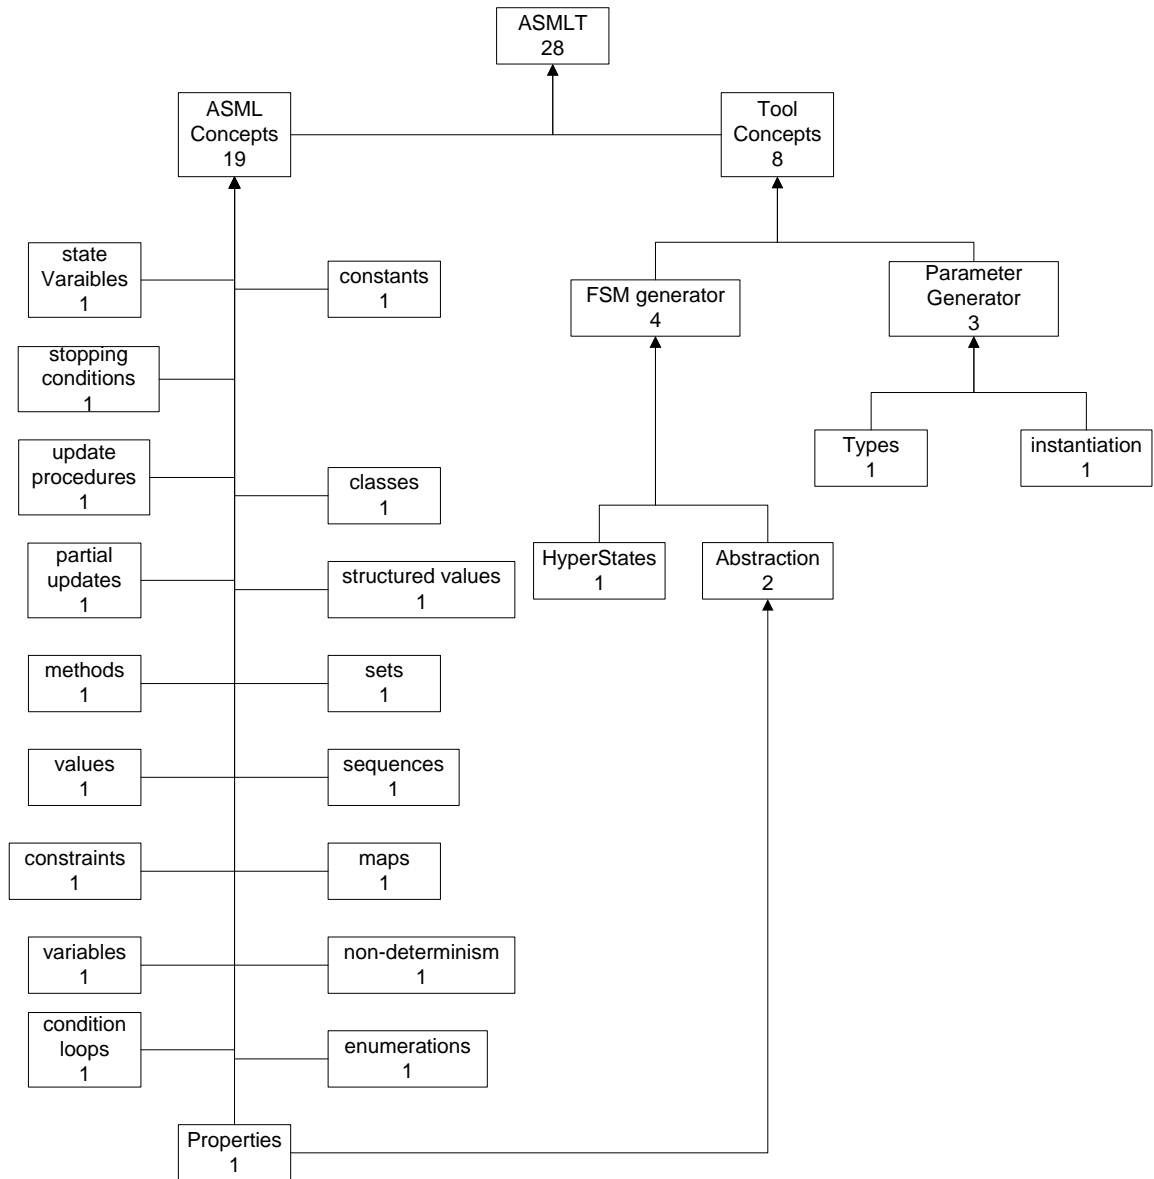 ASMLT
28
ASML
Concepts
19
Tool
Concepts
8
state
Varaibles
1
constants
1
FSM generator
4
Parameter
Generator
3
stopping
conditions
1
update
procedures
1
classes
1
Types
1
instantiation
1
partial
updates
1
structured values
1
HyperStates
1
Abstraction
2
methods
1
sets
1
values
1
sequences
1
constraints
1
maps
1
variables
1
non-determinism
1
condition
loops
1
enumerations
1
Properties
1